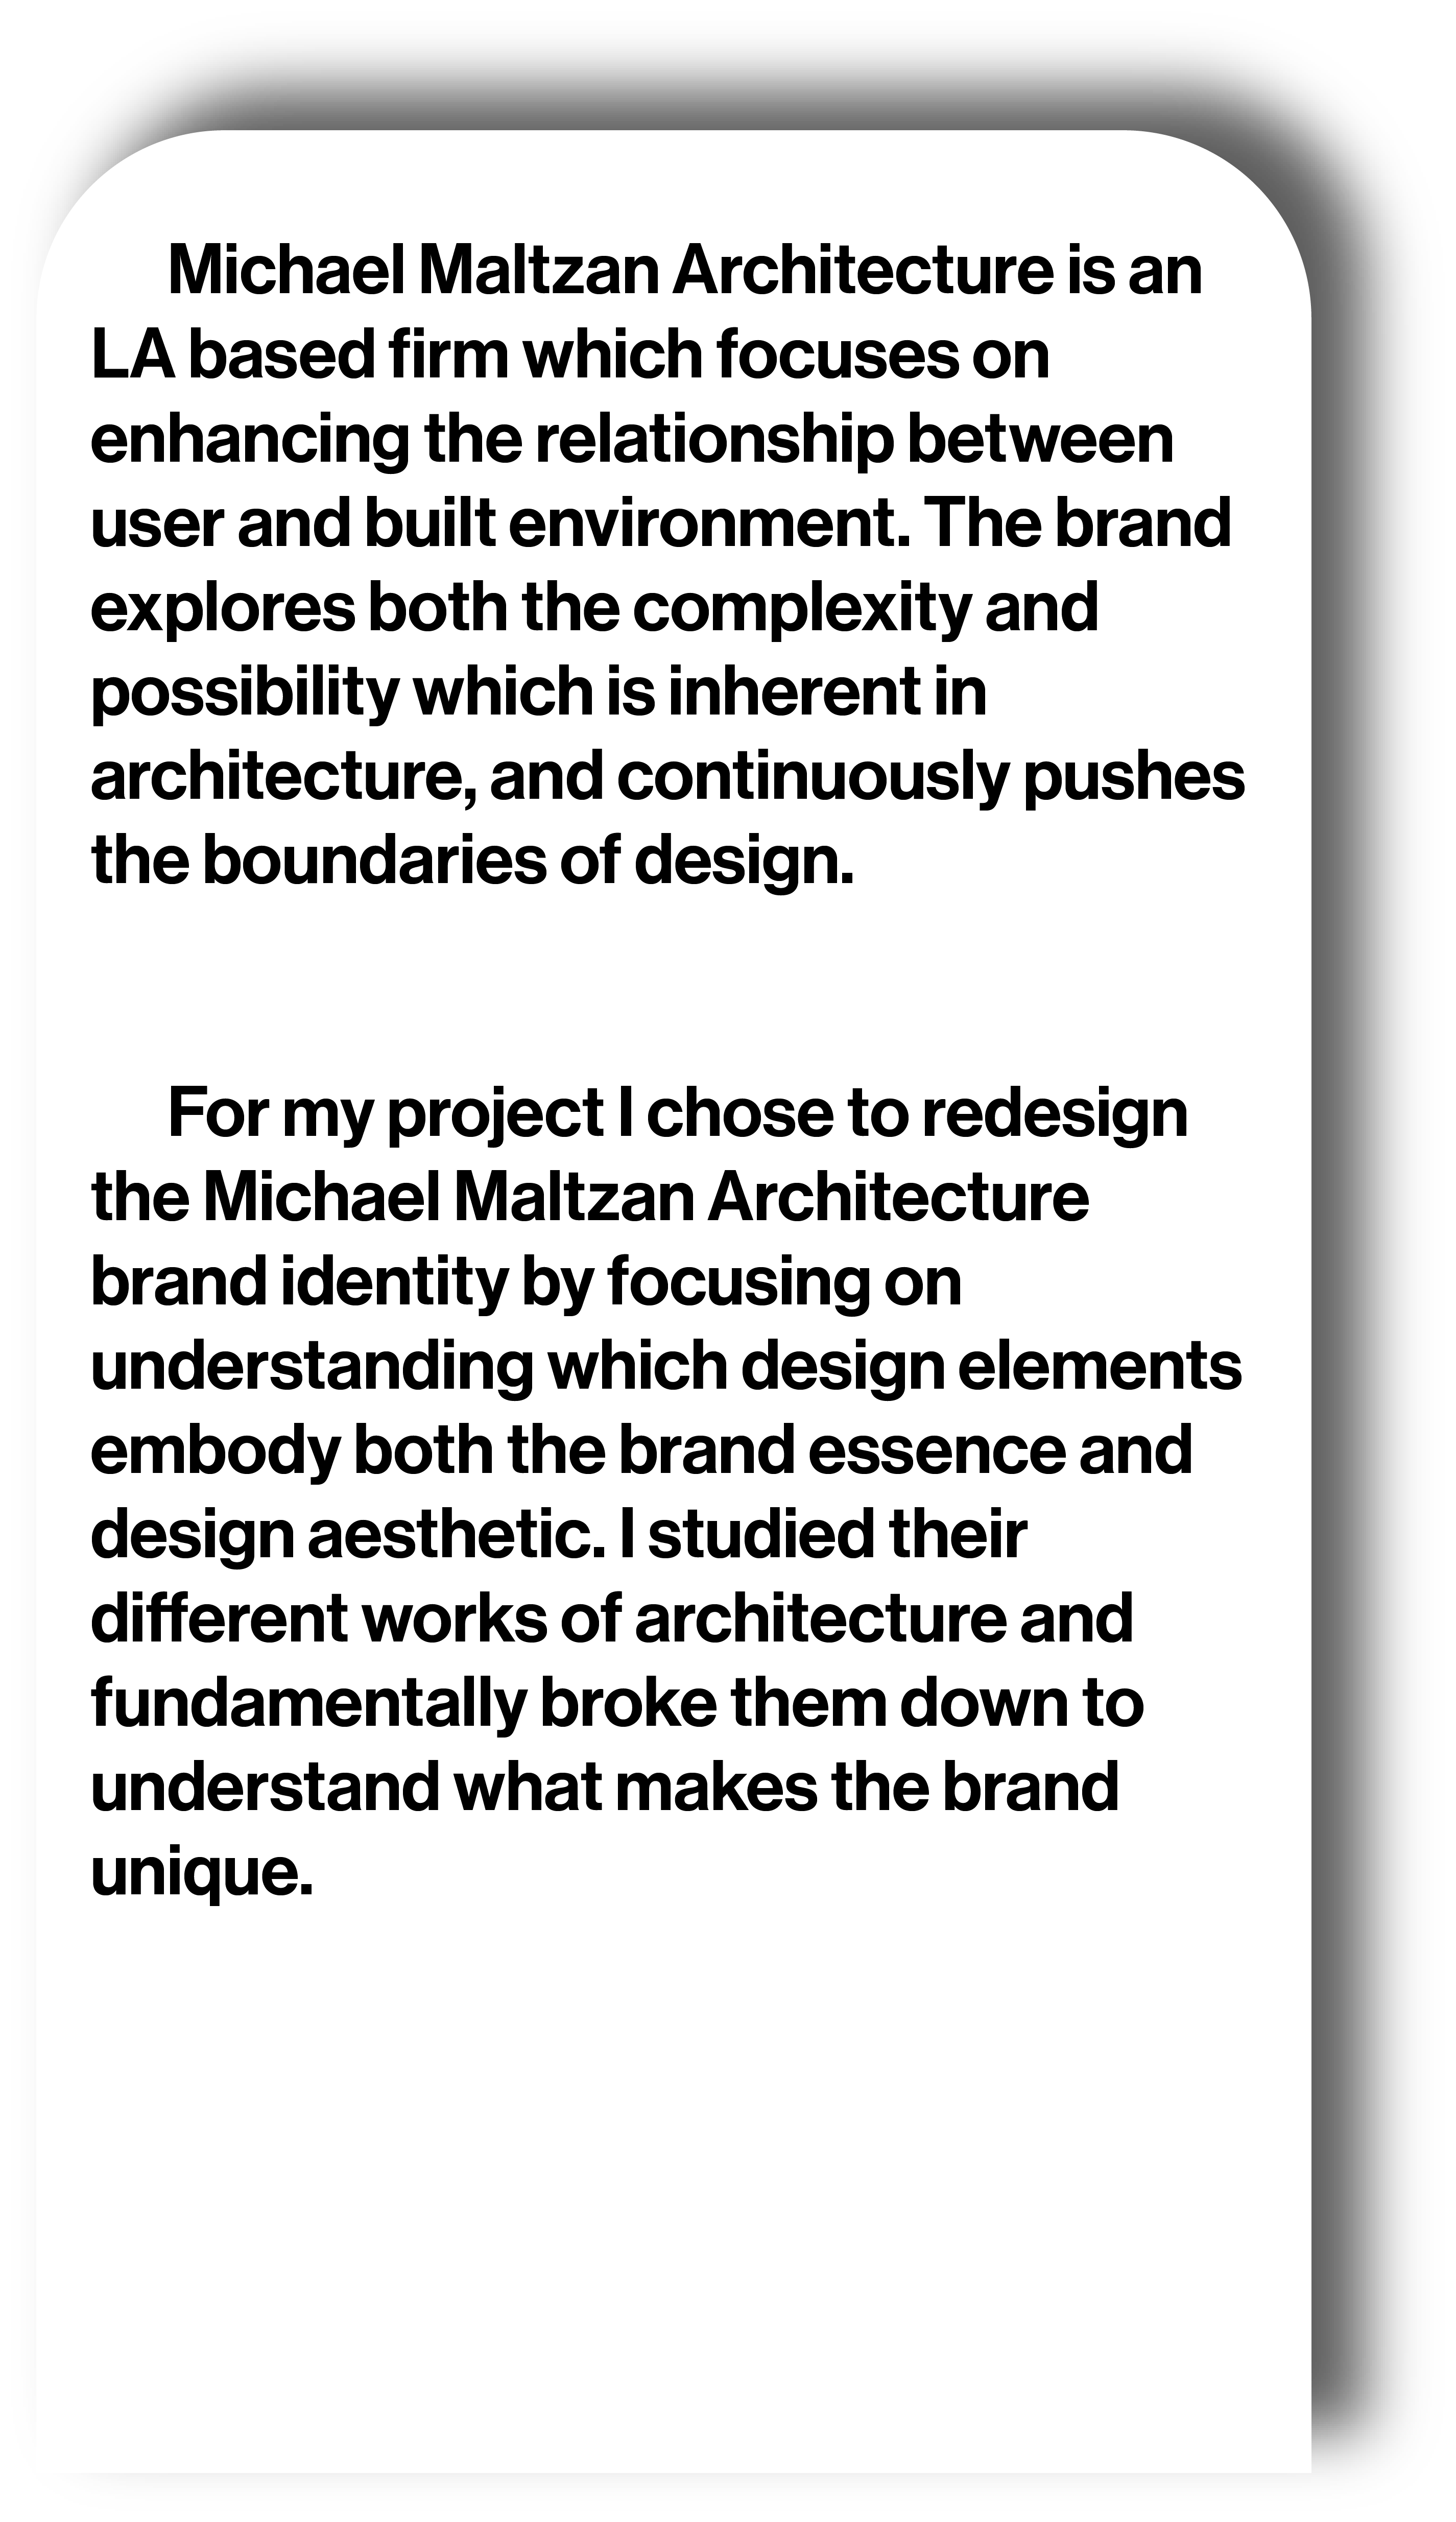 Michael Maltzan Architecture is an
LA based firm which focuses on
enhancing the relationship between
user and built environment. The brand
explores both the complexity and
possibility which is inherent in
architecture, and continuously pushes
the boundaries of design.
For my project I chose to redesign
the Michael Maltzan Architecture
brand identity by focusing on
understanding which design elements
embody both the brand essence and
design aesthetic. I studied their
different works of architecture and
fundamentally broke them down to
understand what makes the brand
unique.